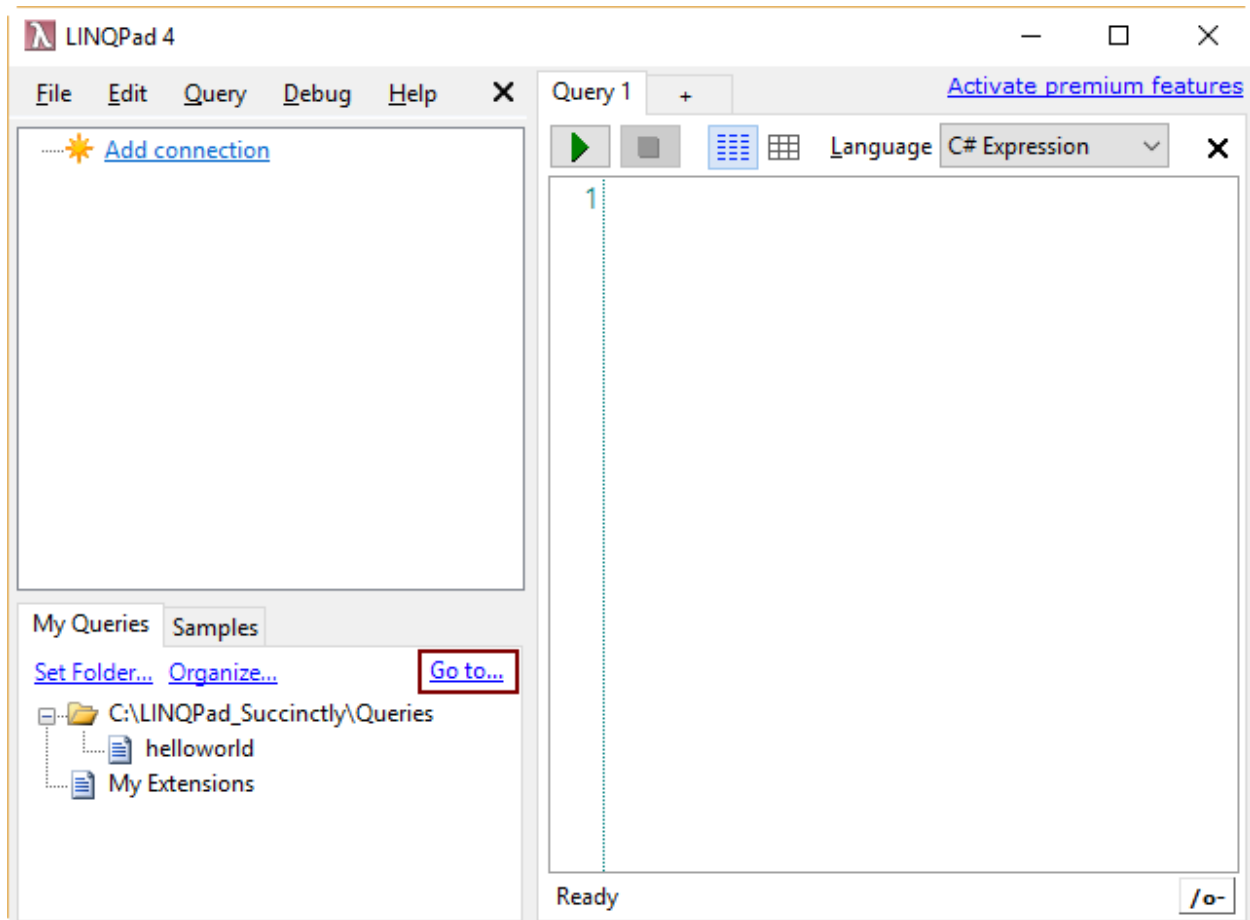 LINQPad 4
File Edit Query Debug Help
Query 1 +
Activate premium features
Add connection
Language C# Expression
1
My Queries Samples
Set Folder... Organize... Go to...
C:\LINQPad_Succinctly\Queries
helloworld
My Extensions
Ready
/o-